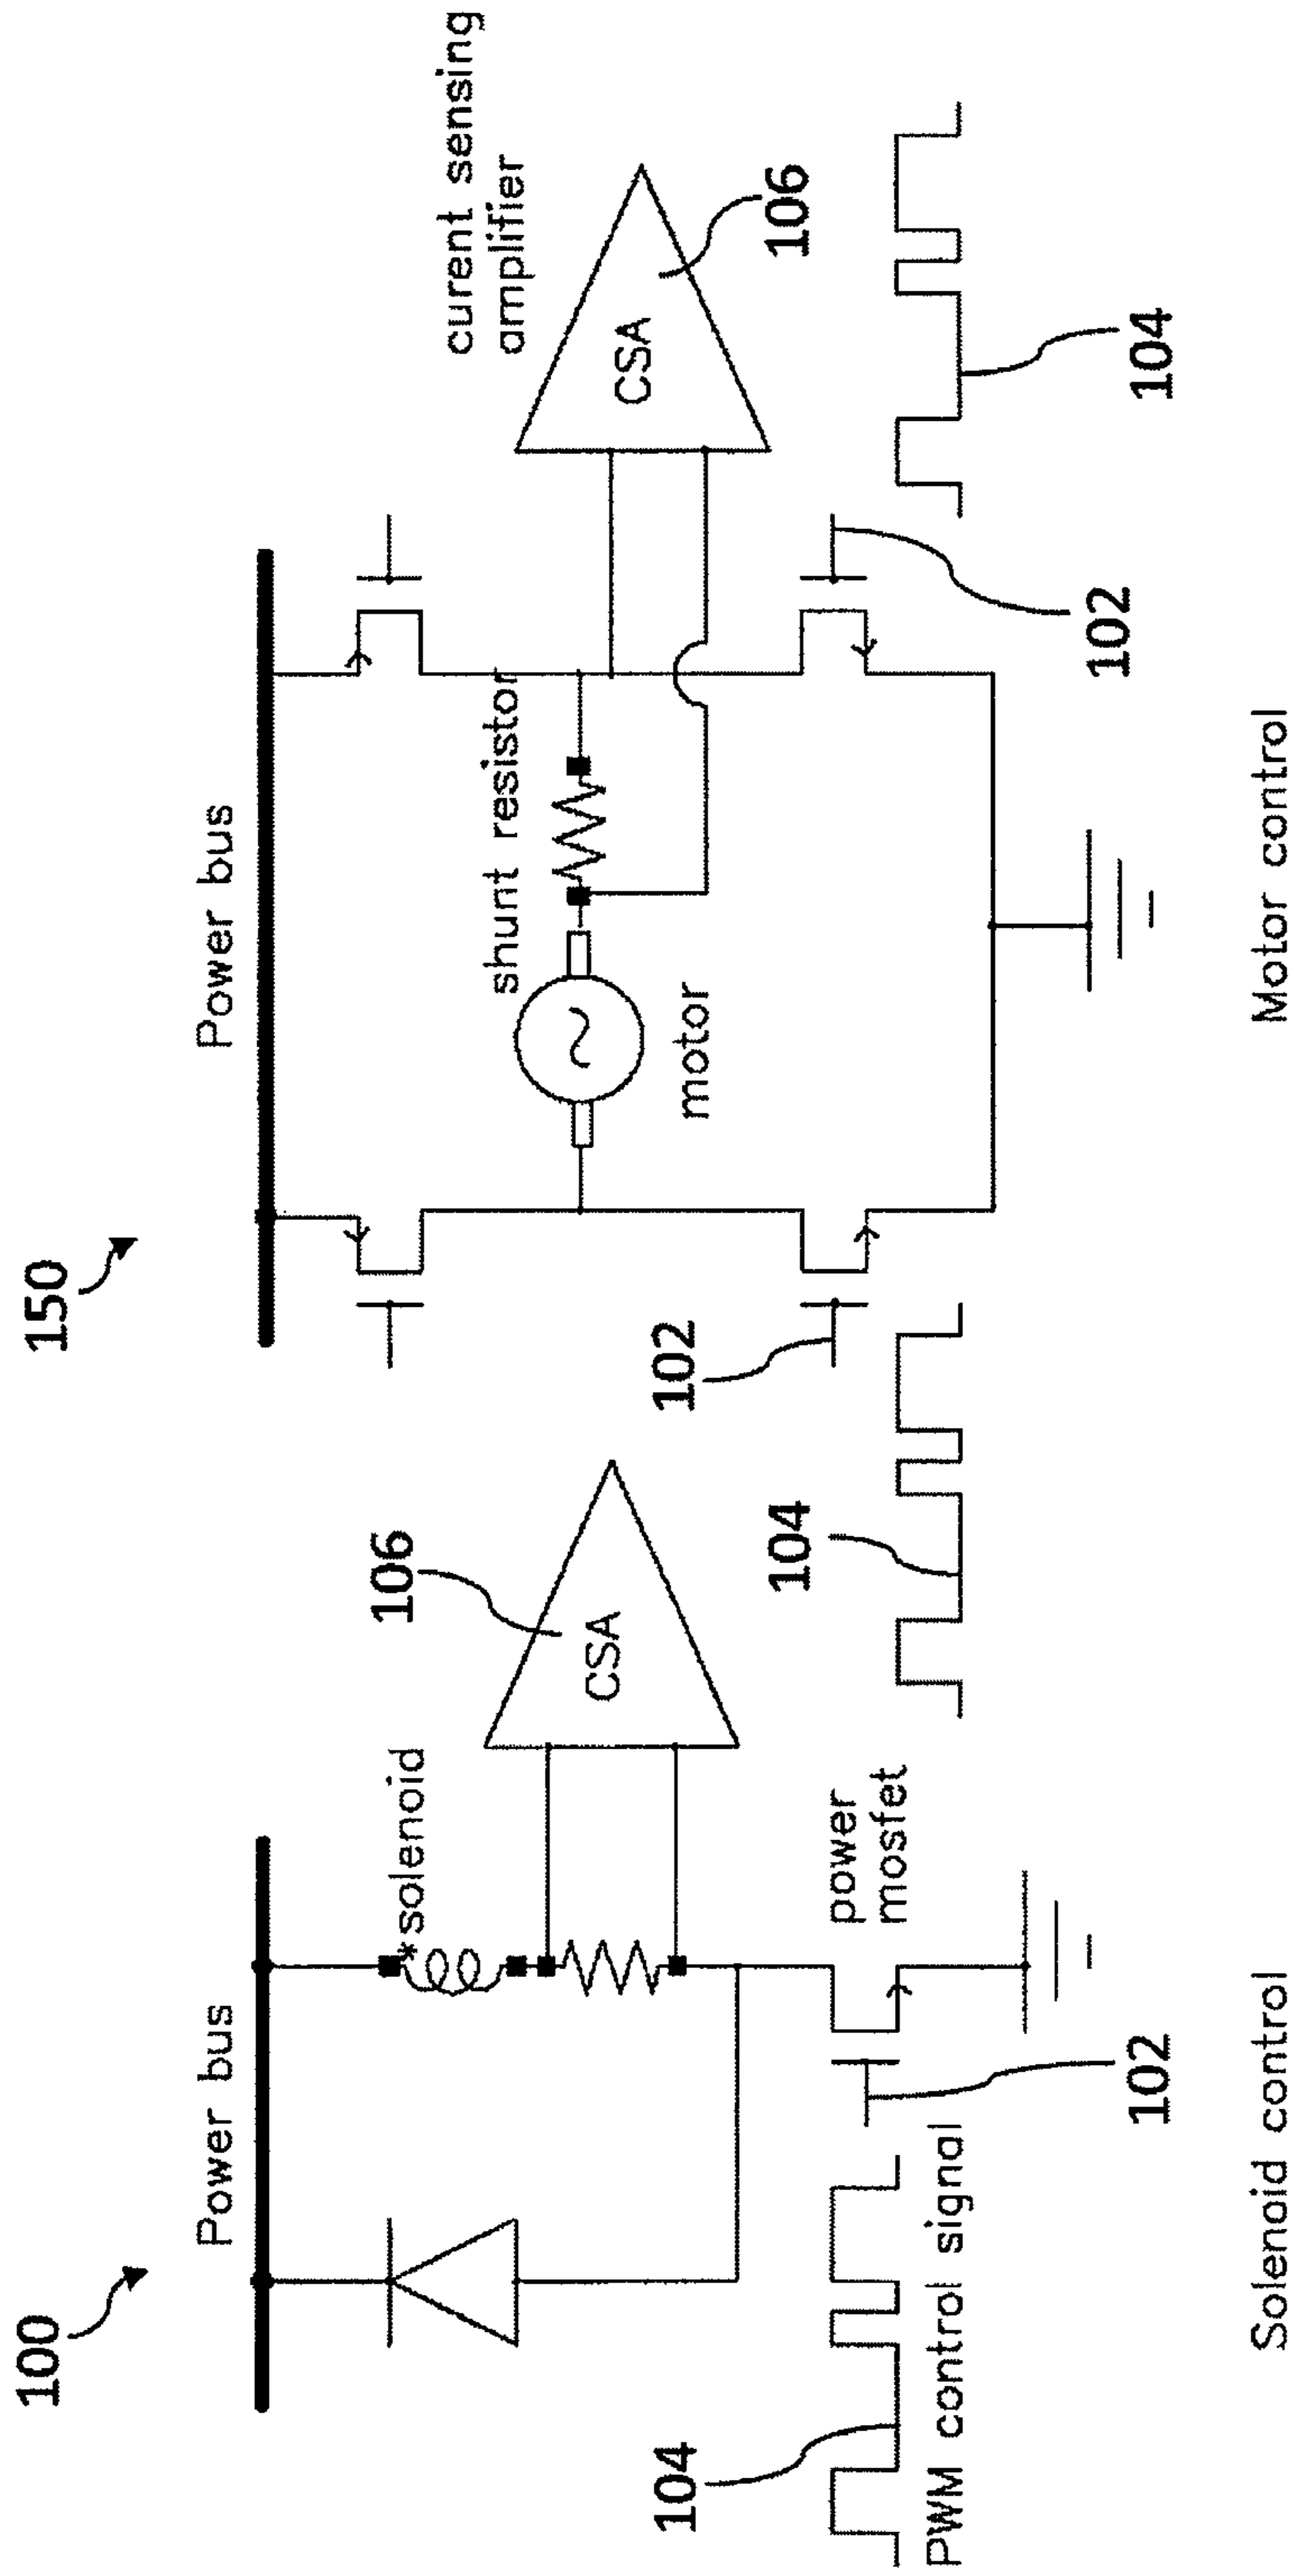 100
Power bus
*solenoid
106
CSA
104
PWM control signal
power
mosfet
102
Solenoid control
150
Power bus
curent sensing
amplifier
shunt resistor
CSA
106
motor
102
104
102
104
Motor control